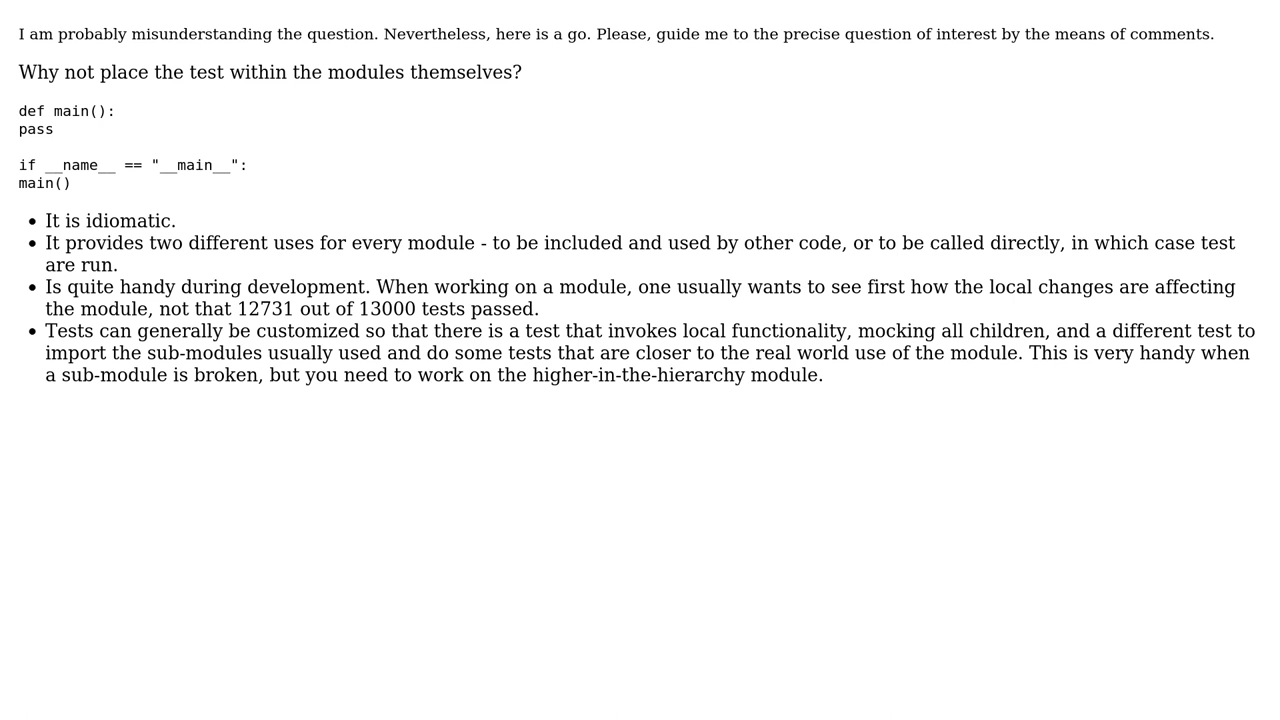 I am probably misunderstanding the question. Nevertheless, here is a go. Please, guide me to the precise question of interest by the means of comments.
Why not place the test within the modules themselves?
def main():
pass
if __name__ == "__main__":
main()
• It is idiomatic.
• It provides two different uses for every module - to be included and used by other code, or to be called directly, in which case test
are run.
• Is quite handy during development. When working on a module, one usually wants to see first how the local changes are affecting
the module, not that 12731 out of 13000 tests passed.
• Tests can generally be customized so that there is a test that invokes local functionality, mocking all children, and a different test to
import the sub-modules usually used and do some tests that are closer to the real world use of the module. This is very handy when
a sub-module is broken, but you need to work on the higher-in-the-hierarchy module.